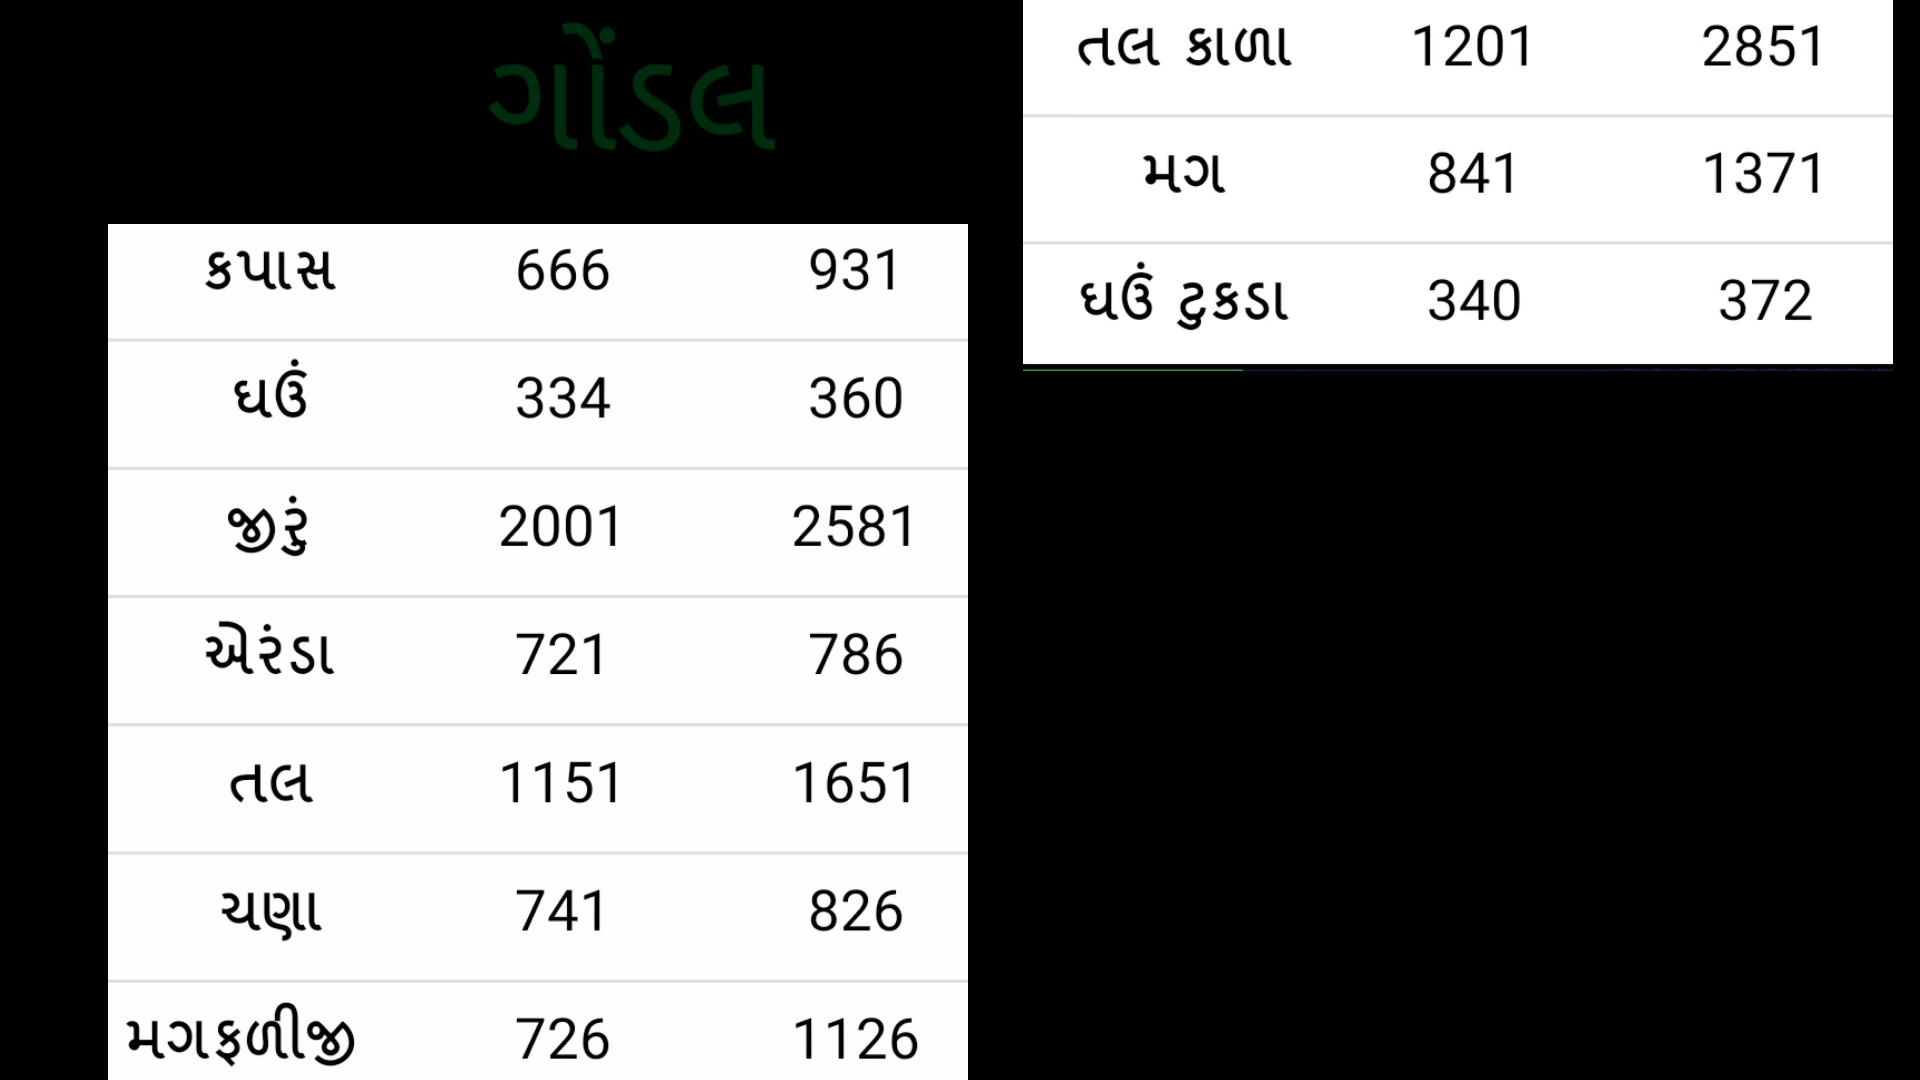 ગોંડલ
કપાસ 666 931
ઘઉં 334 360
જીરું 2001 2581
એરંડા 721 786
તલ 1151 1651
ચણા 741 826
મગફળીજી 726 1126
તલ કાળા 1201 2851
મગ 841 1371
ઘઉં ટુકડા 340 372